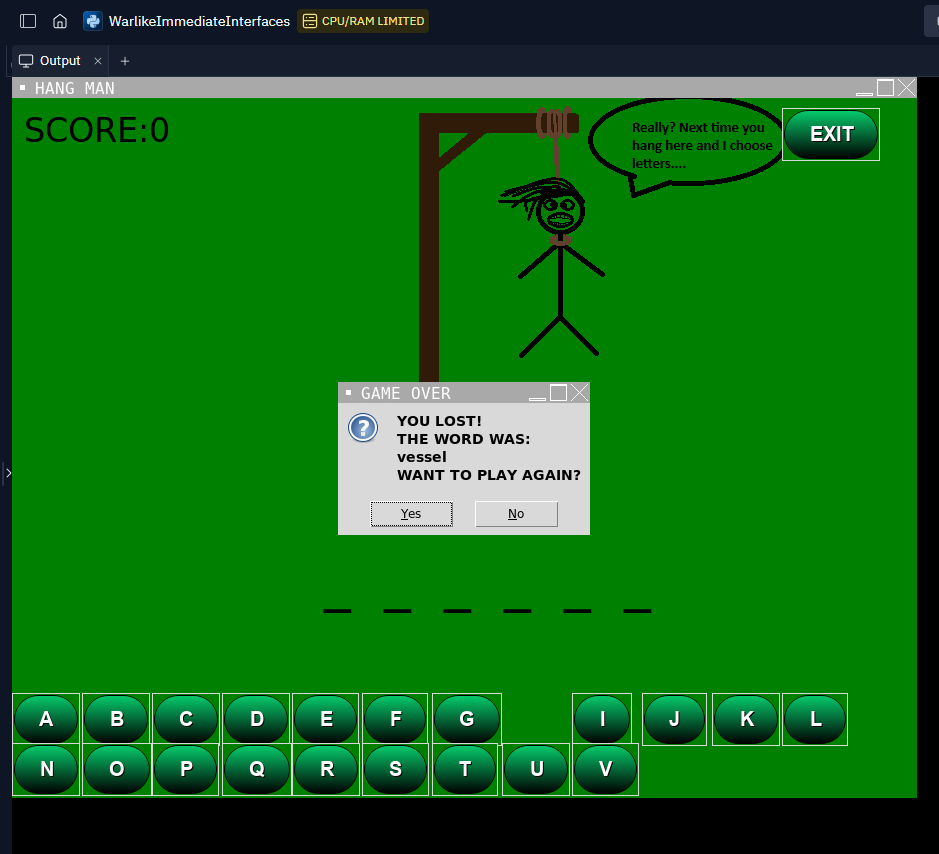 WarlikeImmediateInterfaces CPU/RAM LIMITED
Output
HANG MAN
SCORE:0
Really? Next time you
hang here and I choose
letters....
EXIT
GAME OVER
YOU LOST!
THE WORD WAS:
vessel
WANT TO PLAY AGAIN?
Yes No
A B C D E F G I J K L
N O P Q R S T U V